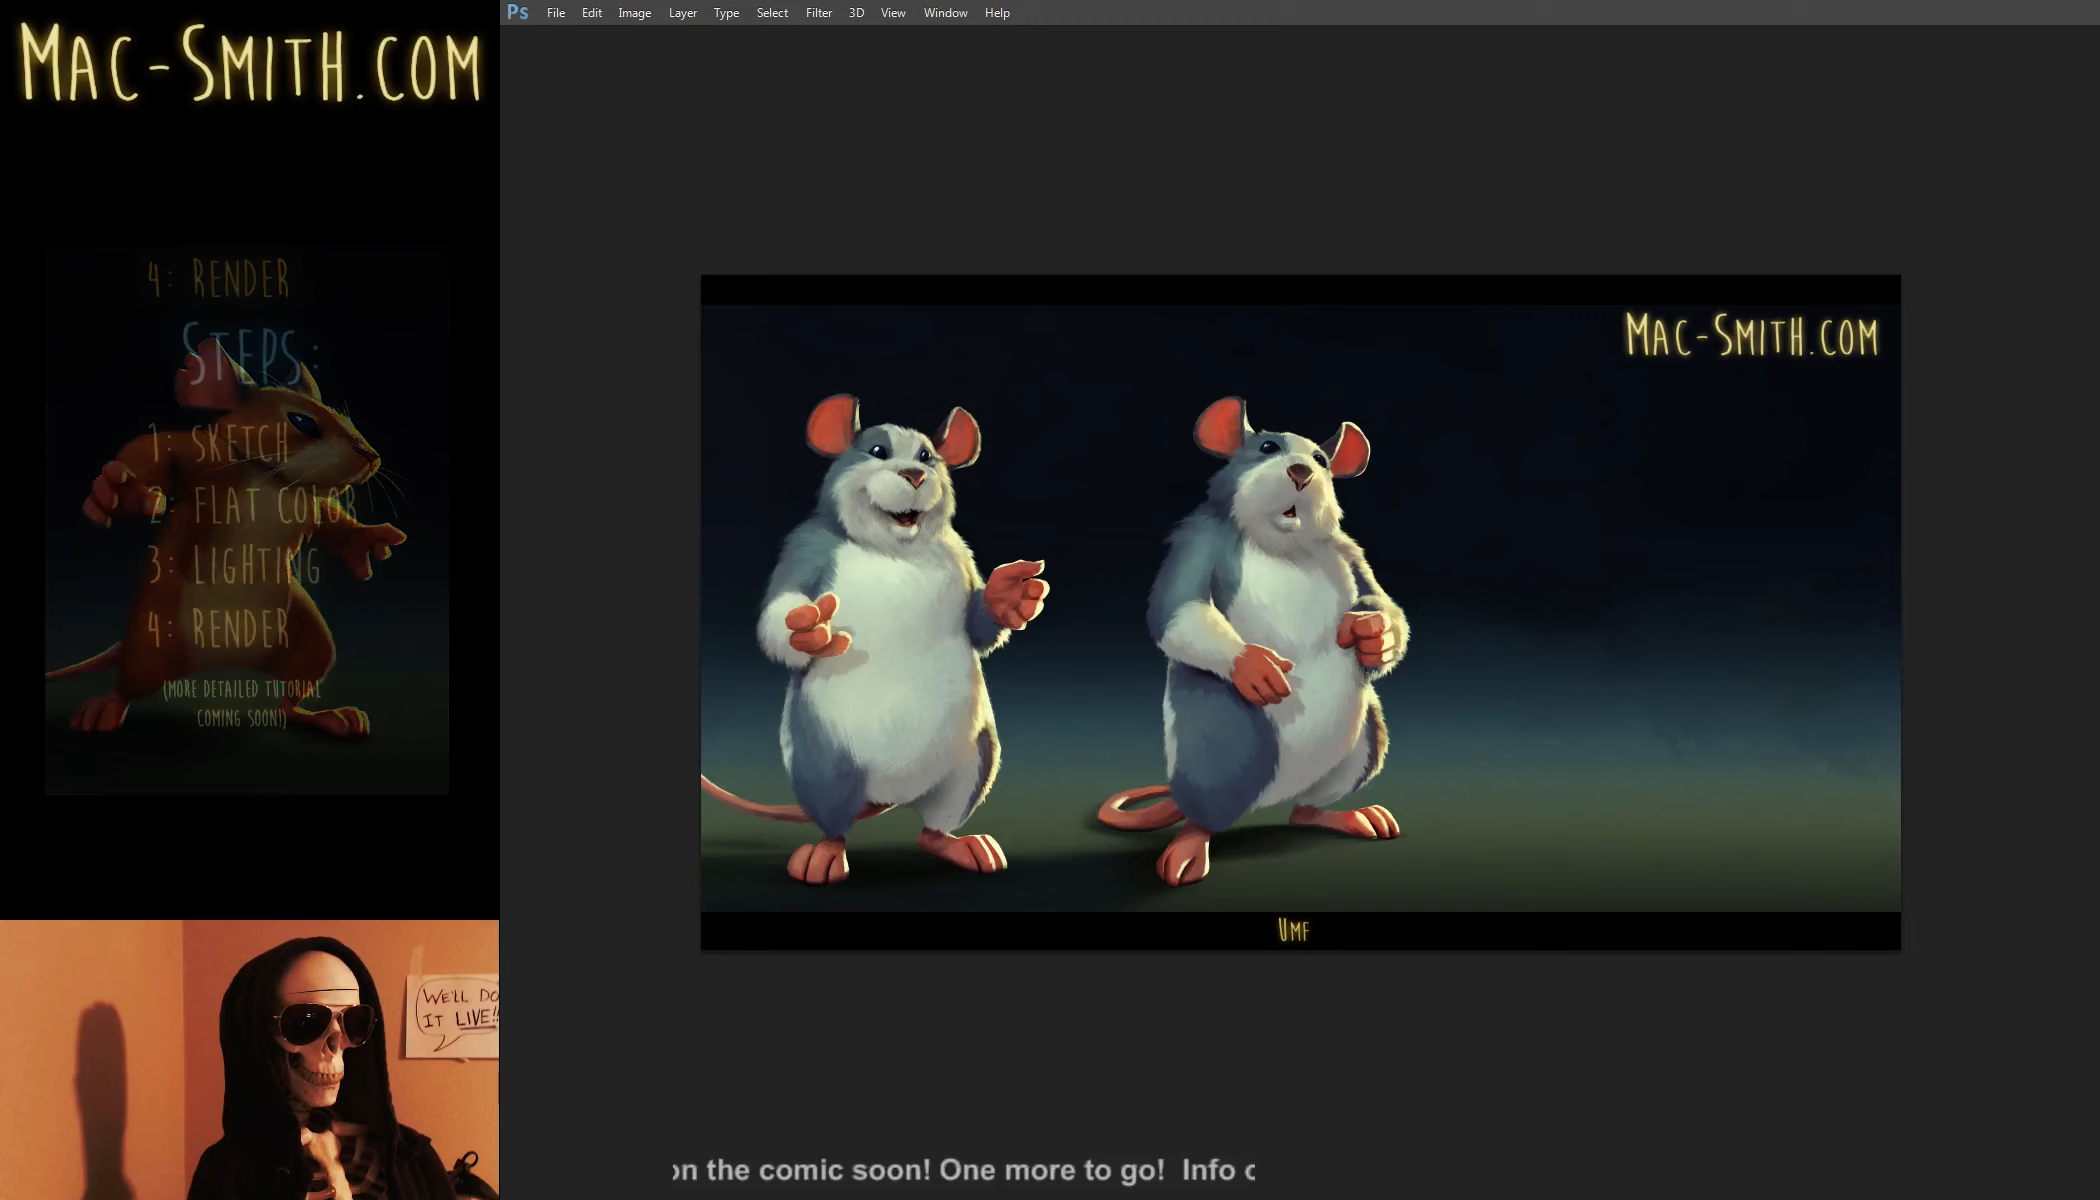 Mac-Smith.com
4: Render
Steps:
1: Sketch
2: Flat Color
3: Lighting
4: Render
(More detailed tutorial
coming soon!)
We'll do
it LIVE!!
Ps File Edit Image Layer Type Select Filter 3D View Window Help
Mac-Smith.com
Umf
on the comic soon! One more to go! Info